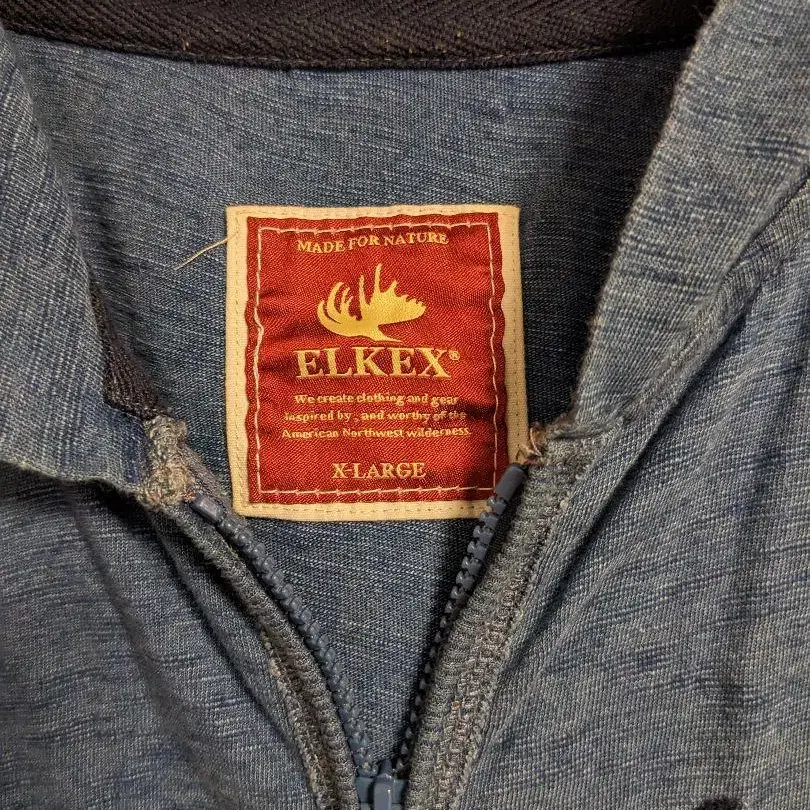 MADE FOR NATURE
ELKEX®
We create clothing and gear
inspired by , and worthy of the
American Northwest wilderness.
X-LARGE